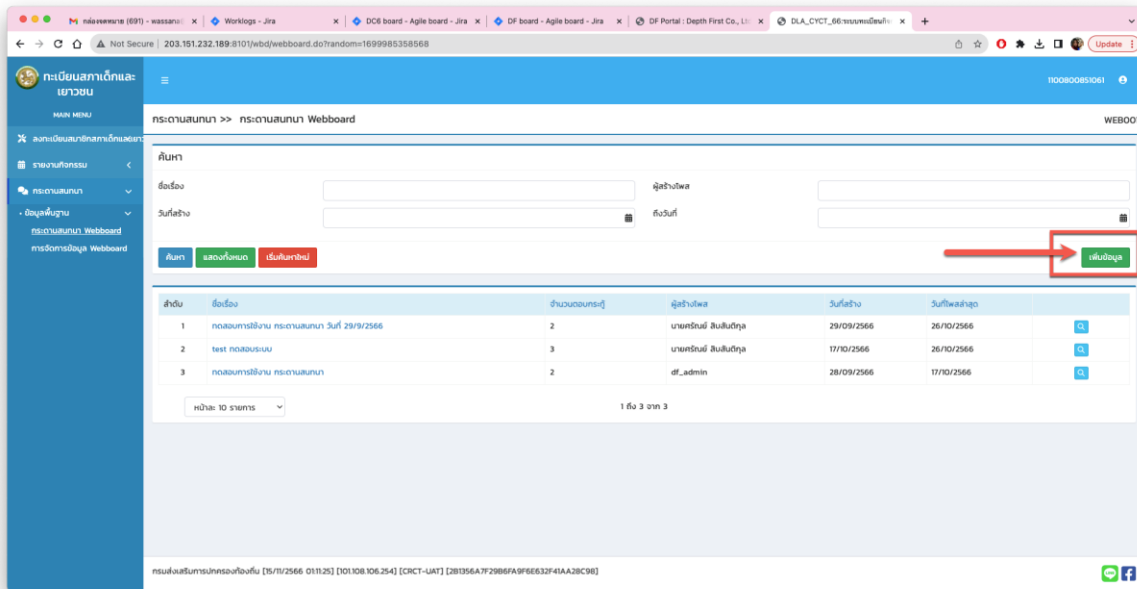 กล่องจดหมาย (691) - wassana
Worklogs - Jira
DC6 board - Agile board - Jira
DF board - Agile board - Jira
DF Portal : Depth First Co., Lt
DLA_CYCT_66:ระบบทะเบียนกิจ
Not Secure
203.151.232.189:8101/wbd/webboard.do?random=1699985358568
Update
ทะเบียนสภาเด็กและเยาวชน
1100800851061
MAIN MENU
กระดานสนทนา >> กระดานสนทนา Webboard
WEB001
ลงทะเบียนสมาชิกสภาเด็กและเยาว
รายงานกิจกรรม
กระดานสนทนา
ข้อมูลพื้นฐาน
กระดานสนทนา Webboard
การจัดการข้อมูล Webboard
ค้นหา
ชื่อเรื่อง
ผู้สร้างโพส
วันที่สร้าง
ถึงวันที่
ค้นหา แสดงทั้งหมด เริ่มค้นหาใหม่
เพิ่มข้อมูล
ลำดับ ชื่อเรื่อง จำนวนตอบกระทู้ ผู้สร้างโพส วันที่สร้าง วันที่โพสล่าสุด
1 ทดสอบการใช้งาน กระดานสนทนา วันที่ 29/9/2566 2 นายศรัณย์ สืบสันติกุล 29/09/2566 26/10/2566
2 test ทดสอบระบบ 3 นายศรัณย์ สืบสันติกุล 17/10/2566 26/10/2566
3 ทดสอบการใช้งาน กระดานสนทนา 2 df_admin 28/09/2566 17/10/2566
หน้าละ 10 รายการ
1 ถึง 3 จาก 3
กรมส่งเสริมการปกครองท้องถิ่น [15/11/2566 01:11:25] [101.108.106.254] [CRCT-UAT] [2B1356A7F29B6FA9F6E632F41AA28C98]